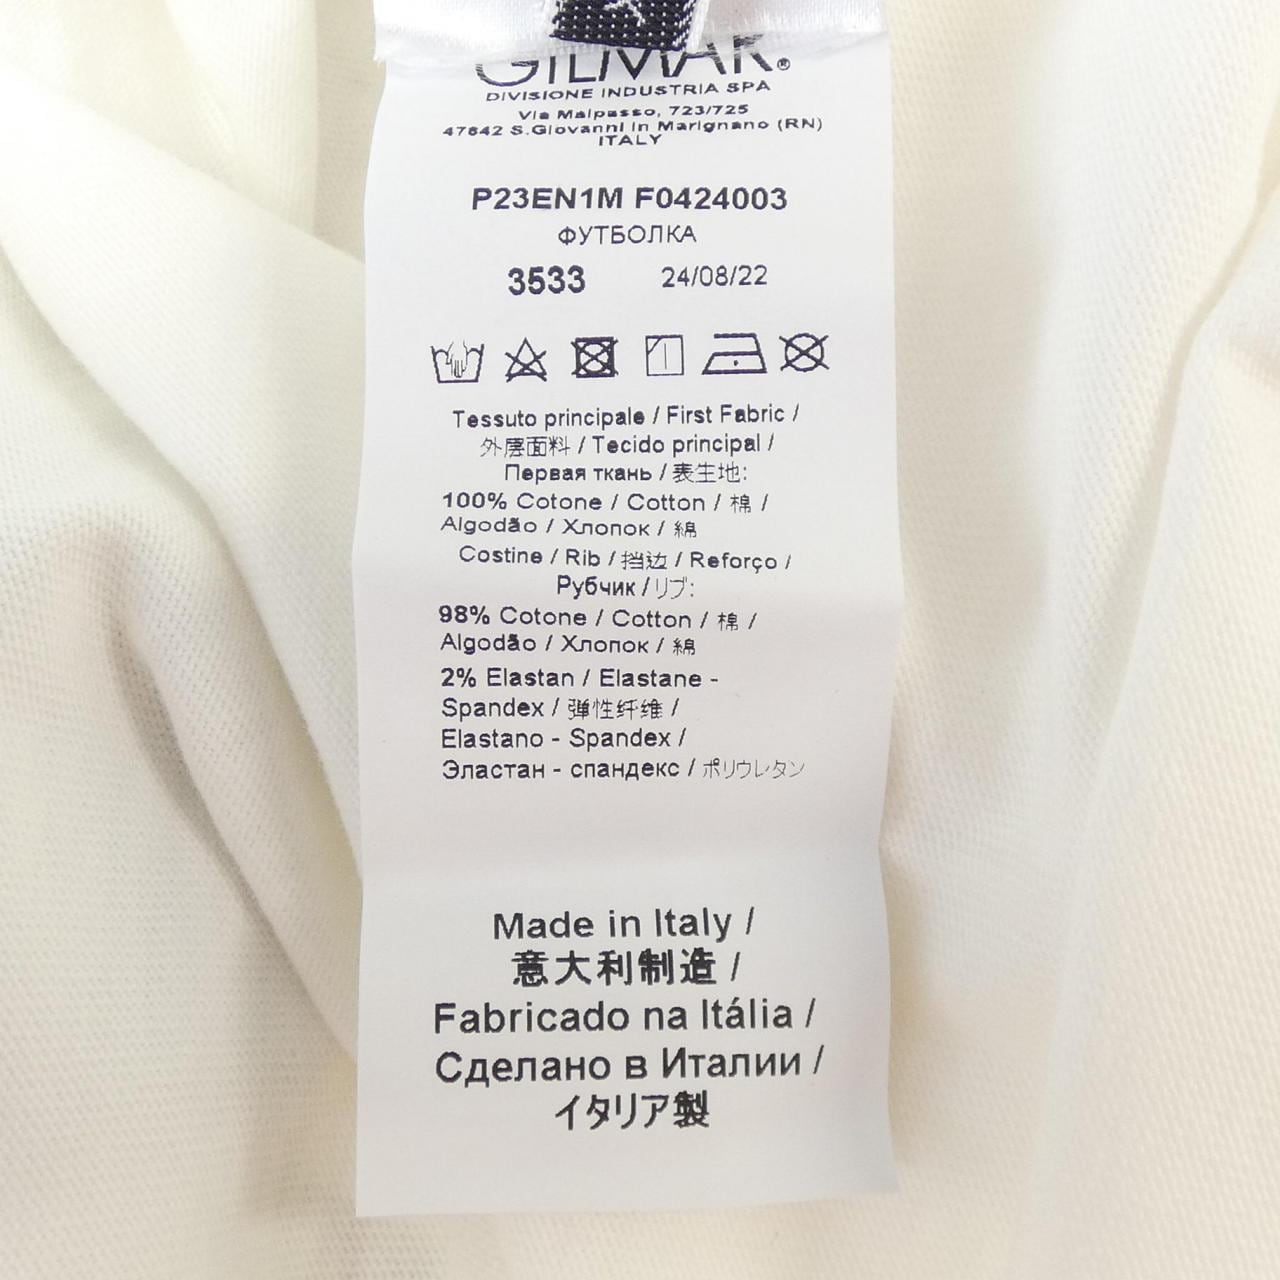 GILMAR®
DIVISIONE INDUSTRIA SPA
Via Malpasso, 723/725
47842 S.Giovanni in Marignano (RN)
ITALY
P23EN1M F0424003
ФУТБОЛКА
3533 24/08/22
Tessuto principale / First Fabric /
外层面料 / Tecido principal /
Первая ткань / 表生地:
100% Cotone / Cotton / 棉 /
Algodão / Хлопок / 綿
Costine / Rib / 挡边 / Reforço /
Рубчик / リブ:
98% Cotone / Cotton / 棉 /
Algodão / Хлопок / 綿
2% Elastan / Elastane -
Spandex / 弹性纤维 /
Elastano - Spandex /
Эластан - спандекс / ポリウレタン
Made in Italy /
意大利制造 /
Fabricado na Itália /
Сделано в Италии /
イタリア製